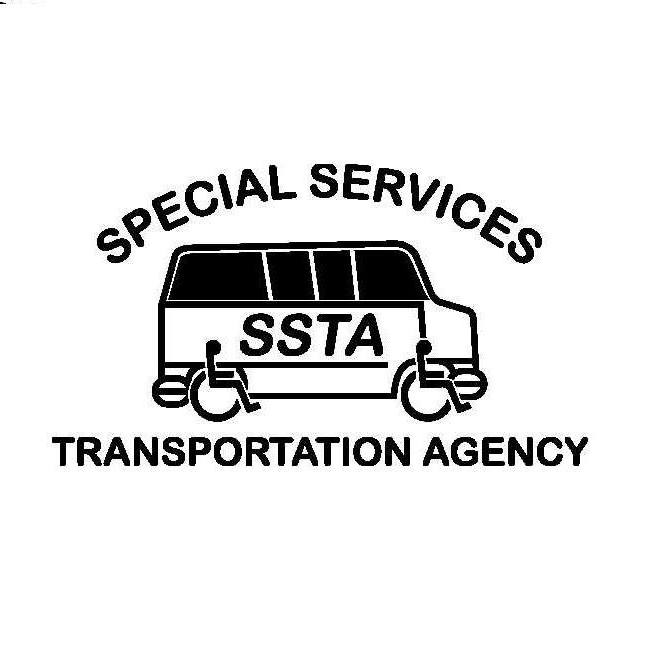 SPECIAL SERVICES
SSTA
TRANSPORTATION AGENCY